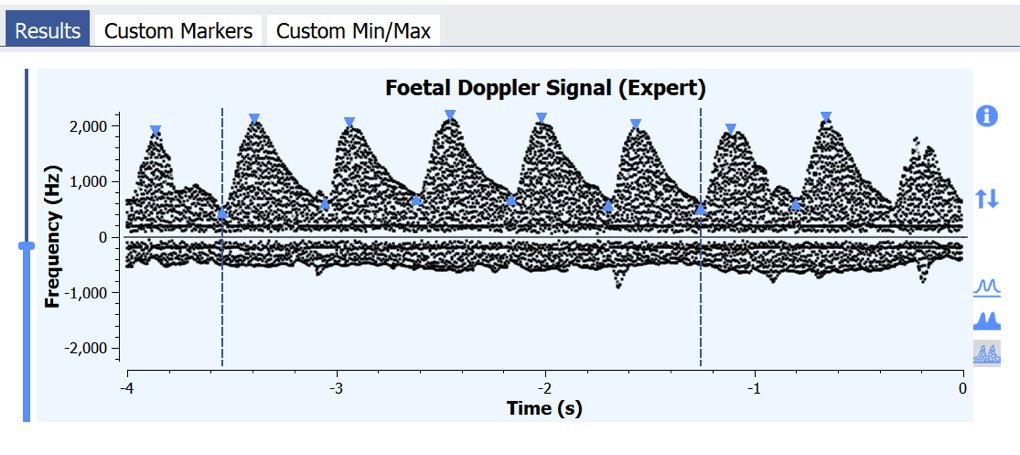 Results Custom Markers Custom Min/Max
Foetal Doppler Signal (Expert)
2,000
1,000
0
-1,000
-2,000
Frequency (Hz)
-4 -3 -2 -1 0
Time (s)
i